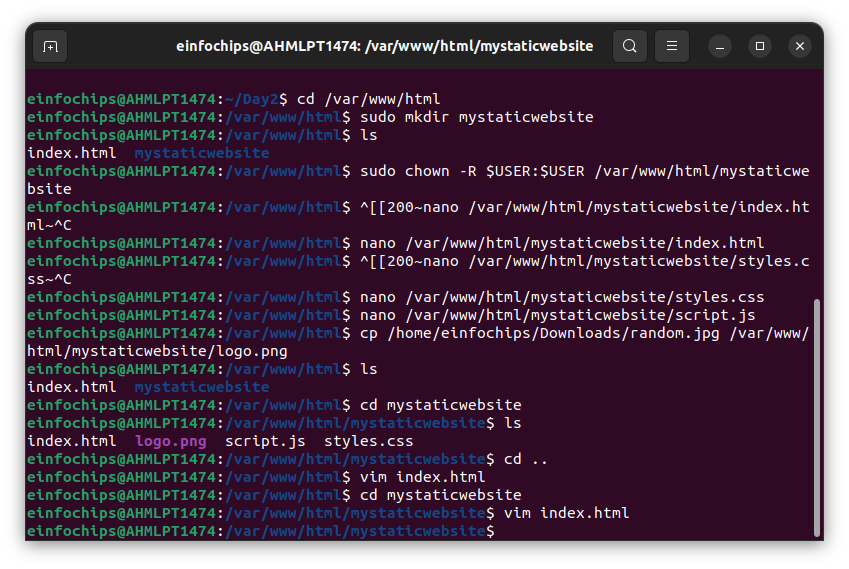 einfochips@AHMLPT1474: /var/www/html/mystaticwebsite
einfochips@AHMLPT1474:~/Day2$ cd /var/www/html
einfochips@AHMLPT1474:/var/www/html$ sudo mkdir mystaticwebsite
einfochips@AHMLPT1474:/var/www/html$ ls
index.html  mystaticwebsite
einfochips@AHMLPT1474:/var/www/html$ sudo chown -R $USER:$USER /var/www/html/mystaticwe
bsite
einfochips@AHMLPT1474:/var/www/html$ ^[[200~nano /var/www/html/mystaticwebsite/index.ht
ml~^C
einfochips@AHMLPT1474:/var/www/html$ nano /var/www/html/mystaticwebsite/index.html
einfochips@AHMLPT1474:/var/www/html$ ^[[200~nano /var/www/html/mystaticwebsite/styles.c
ss~^C
einfochips@AHMLPT1474:/var/www/html$ nano /var/www/html/mystaticwebsite/styles.css
einfochips@AHMLPT1474:/var/www/html$ nano /var/www/html/mystaticwebsite/script.js
einfochips@AHMLPT1474:/var/www/html$ cp /home/einfochips/Downloads/random.jpg /var/www/
html/mystaticwebsite/logo.png
einfochips@AHMLPT1474:/var/www/html$ ls
index.html  mystaticwebsite
einfochips@AHMLPT1474:/var/www/html$ cd mystaticwebsite
einfochips@AHMLPT1474:/var/www/html/mystaticwebsite$ ls
index.html  logo.png  script.js  styles.css
einfochips@AHMLPT1474:/var/www/html/mystaticwebsite$ cd ..
einfochips@AHMLPT1474:/var/www/html$ vim index.html
einfochips@AHMLPT1474:/var/www/html$ cd mystaticwebsite
einfochips@AHMLPT1474:/var/www/html/mystaticwebsite$ vim index.html
einfochips@AHMLPT1474:/var/www/html/mystaticwebsite$